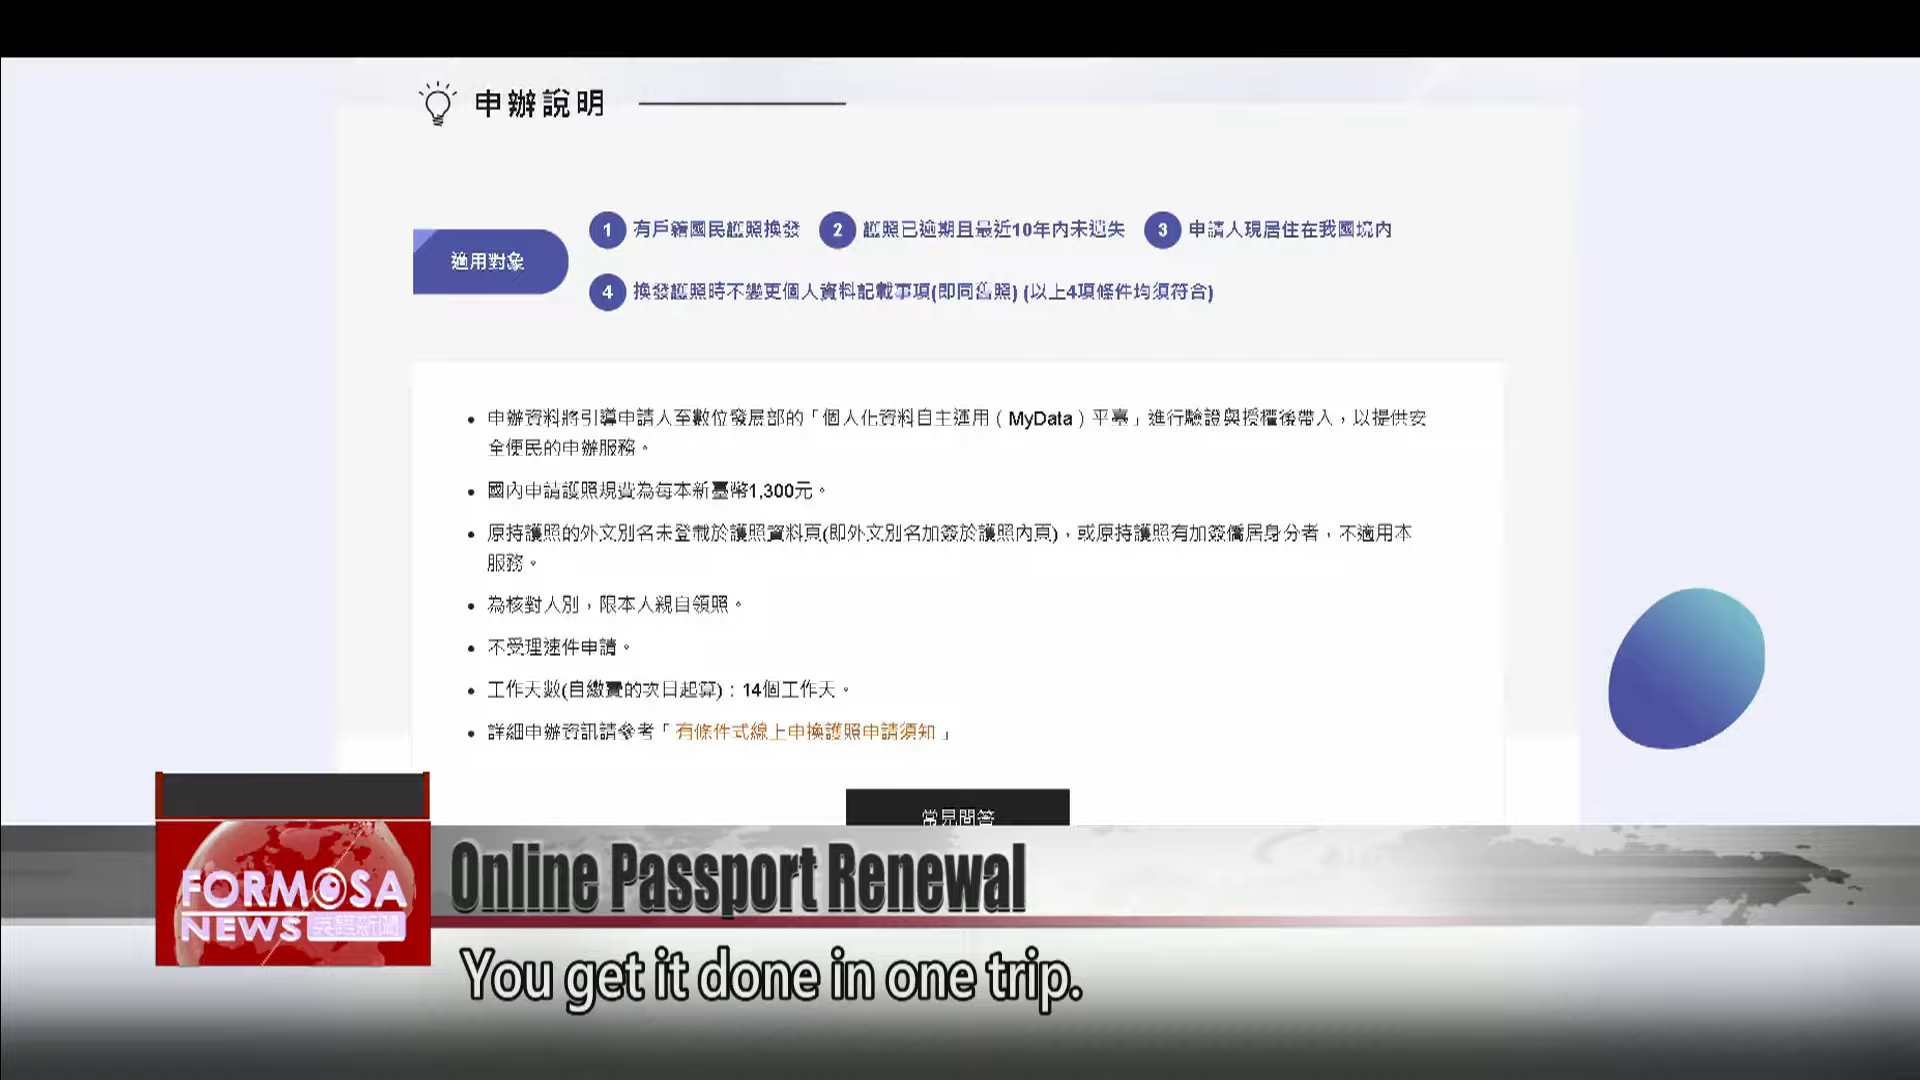 申辦說明
適用對象
1 有戶籍國民護照換發 2 護照已逾期且最近10年內未遺失 3 申請人現居住在我國境內
4 換發護照時不變更個人資料記載事項(即同舊照) (以上4項條件均須符合)
• 申辦資料將引導申請人至數位發展部的「個人化資料自主運用（MyData）平臺」進行驗證與授權後帶入，以提供安
全便民的申辦服務。
• 國內申請護照規費為每本新臺幣1,300元。
• 原持護照的外文別名未登載於護照資料頁(即外文別名加簽於護照內頁)，或原持護照有加簽僑居身分者，不適用本
服務。
• 為核對人別，限本人親自領照。
• 不受理速件申請。
• 工作天數(自繳費的次日起算)：14個工作天。
• 詳細申辦資訊請參考「有條件式線上申換護照申請須知」
常見問答
Online Passport Renewal
FORMOSA
NEWS 英語新聞
You get it done in one trip.